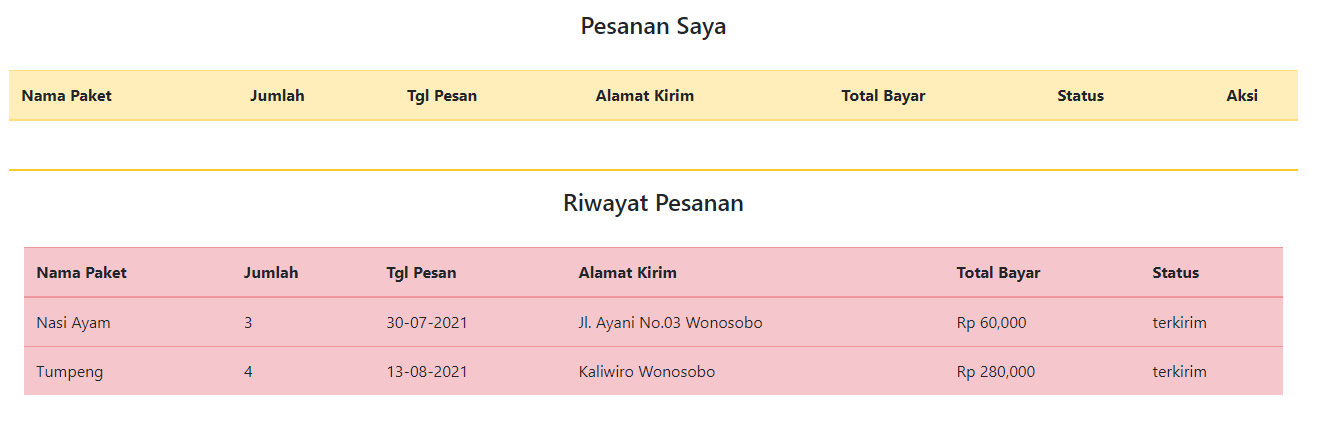 Pesanan Saya
Nama Paket Jumlah Tgl Pesan Alamat Kirim Total Bayar Status Aksi
Riwayat Pesanan
Nama Paket Jumlah Tgl Pesan Alamat Kirim Total Bayar Status
Nasi Ayam 3 30-07-2021 Jl. Ayani No.03 Wonosobo Rp 60,000 terkirim
Tumpeng 4 13-08-2021 Kaliwiro Wonosobo Rp 280,000 terkirim